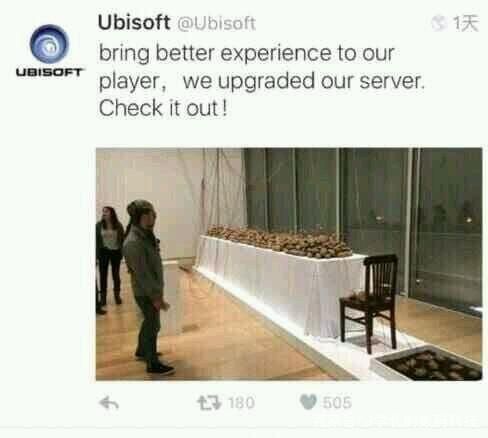 Ubisoft @Ubisoft 1天
UBISOFT
bring better experience to our
player，we upgraded our server.
Check it out!
180 505